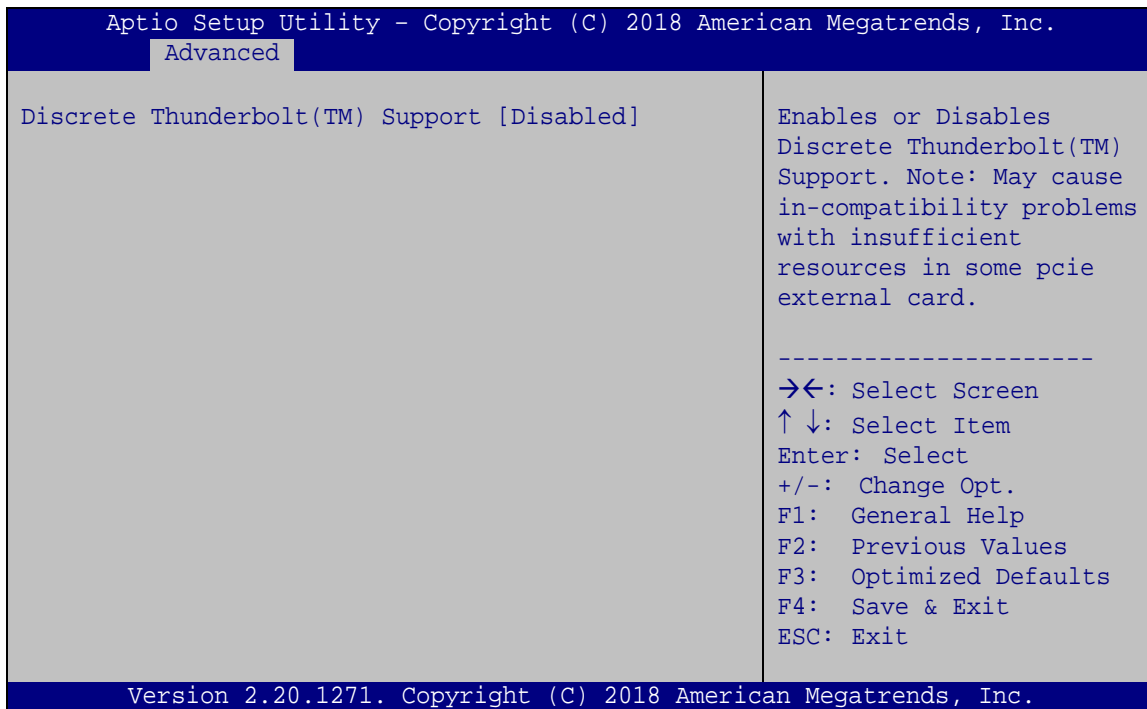 Aptio Setup Utility – Copyright (C) 2018 American Megatrends, Inc.
Advanced
Discrete Thunderbolt(TM) Support [Disabled]
Enables or Disables
Discrete Thunderbolt(TM)
Support. Note: May cause
in-compatibility problems
with insufficient
resources in some pcie
external card.
----------------------
→←: Select Screen
↑ ↓: Select Item
Enter: Select
+/-: Change Opt.
F1: General Help
F2: Previous Values
F3: Optimized Defaults
F4: Save & Exit
ESC: Exit
Version 2.20.1271. Copyright (C) 2018 American Megatrends, Inc.